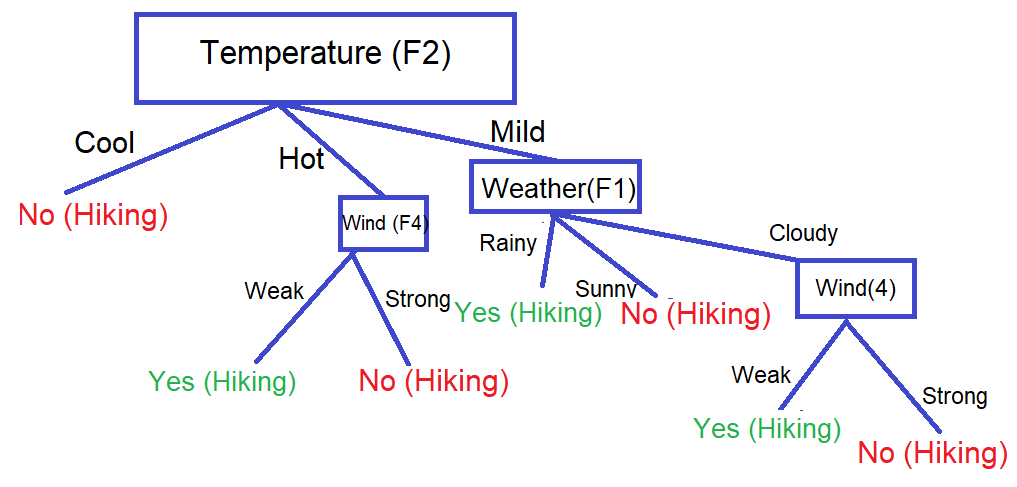 Temperature (F2)
Cool
Hot
Mild
No (Hiking)
Wind (F4)
Weather(F1)
Weak
Strong
Rainy
Sunny
Cloudy
Yes (Hiking)
No (Hiking)
Yes (Hiking)
No (Hiking)
Wind(4)
Weak
Strong
Yes (Hiking)
No (Hiking)